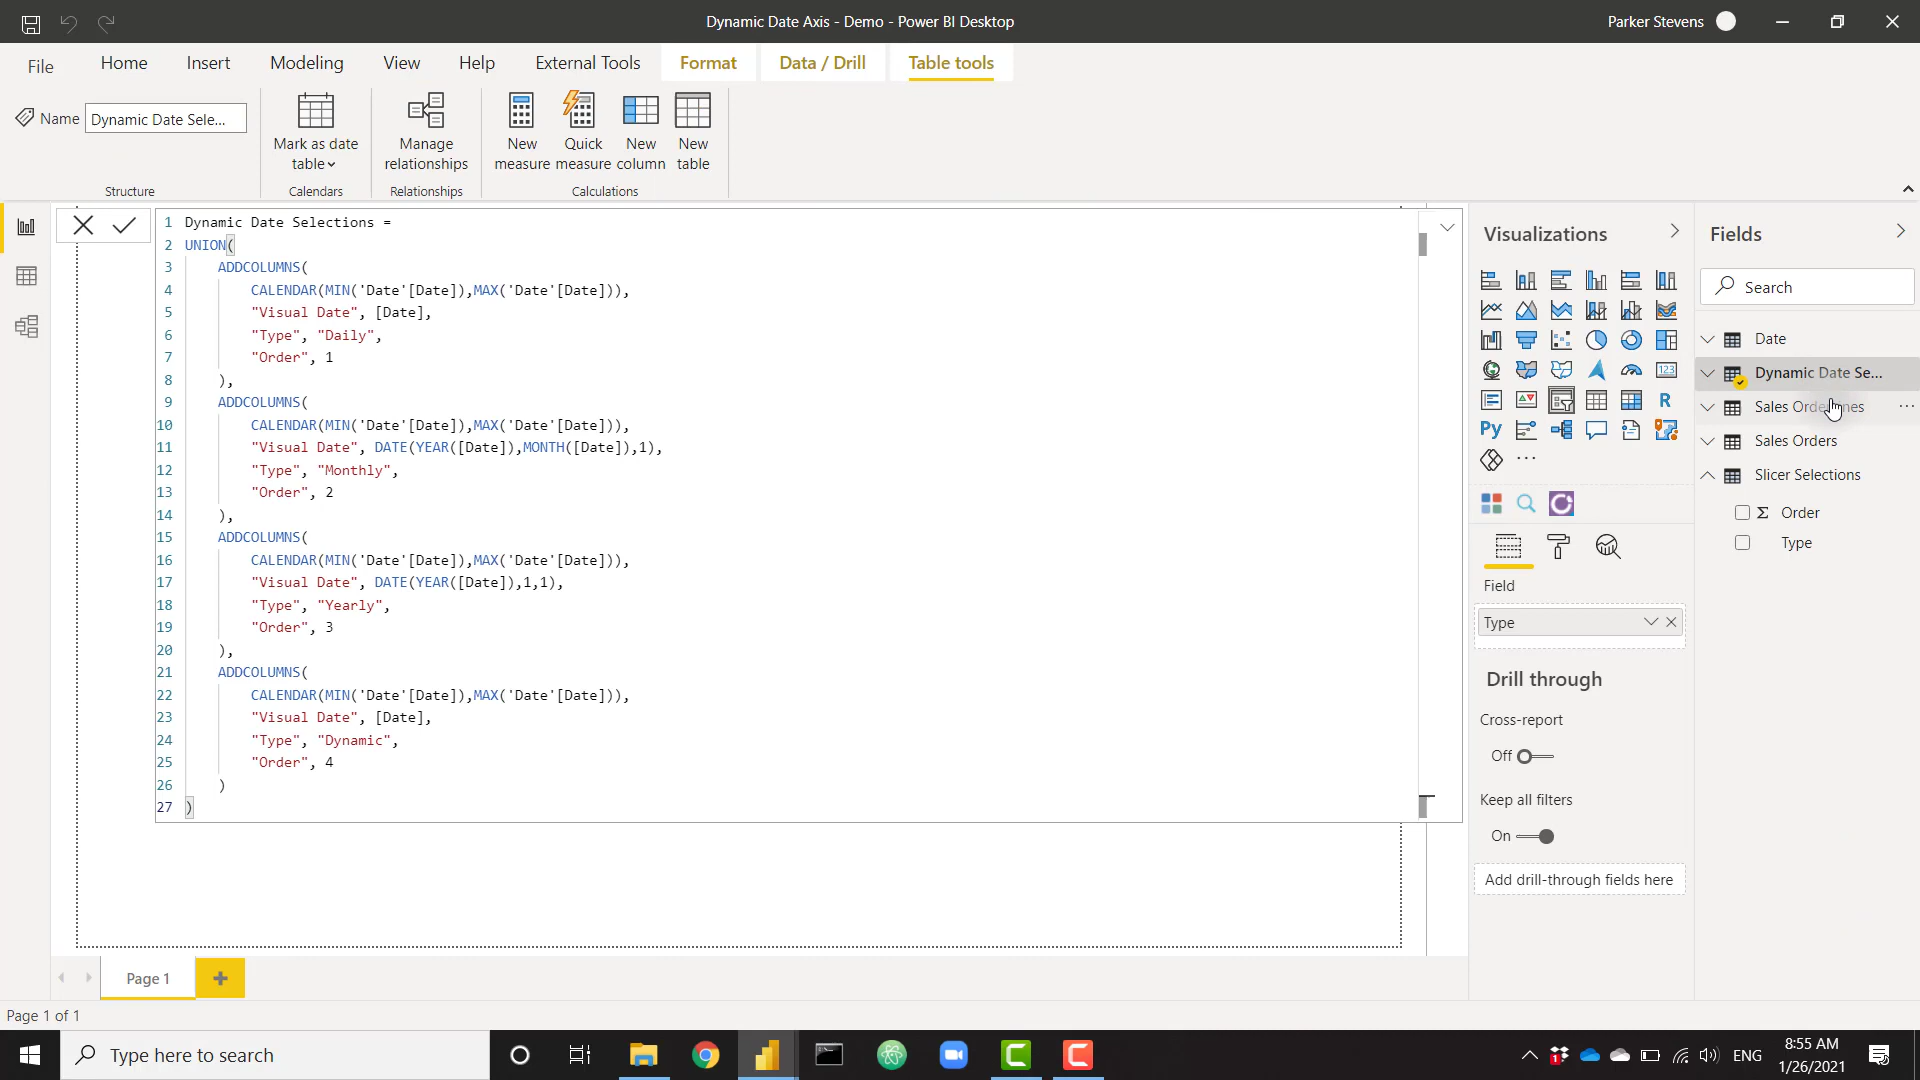 Dynamic Date Axis - Demo - Power BI Desktop
Parker Stevens
File
Home
Insert
Modeling
View
Help
External Tools
Format
Data / Drill
Table tools
Name
Dynamic Date Sele...
Mark as date
table
Manage
relationships
New
measure
Quick
measure
New
column
New
table
Structure
Calendars
Relationships
Calculations
1 Dynamic Date Selections =
2 UNION(
3 ADDCOLUMNS(
4 CALENDAR(MIN('Date'[Date]),MAX('Date'[Date])),
5 "Visual Date", [Date],
6 "Type", "Daily",
7 "Order", 1
8 ),
9 ADDCOLUMNS(
10 CALENDAR(MIN('Date'[Date]),MAX('Date'[Date])),
11 "Visual Date", DATE(YEAR([Date]),MONTH([Date]),1),
12 "Type", "Monthly",
13 "Order", 2
14 ),
15 ADDCOLUMNS(
16 CALENDAR(MIN('Date'[Date]),MAX('Date'[Date])),
17 "Visual Date", DATE(YEAR([Date]),1,1),
18 "Type", "Yearly",
19 "Order", 3
20 ),
21 ADDCOLUMNS(
22 CALENDAR(MIN('Date'[Date]),MAX('Date'[Date])),
23 "Visual Date", [Date],
24 "Type", "Dynamic",
25 "Order", 4
26 )
27 )
Visualizations
123
R
Py
...
Field
Type
Drill through
Cross-report
Off
Keep all filters
On
Add drill-through fields here
Fields
Search
Date
Dynamic Date Se...
Sales Order Lines
...
Sales Orders
Slicer Selections
Σ Order
Type
Page 1
Page 1 of 1
Type here to search
1
ENG
8:55 AM
1/26/2021